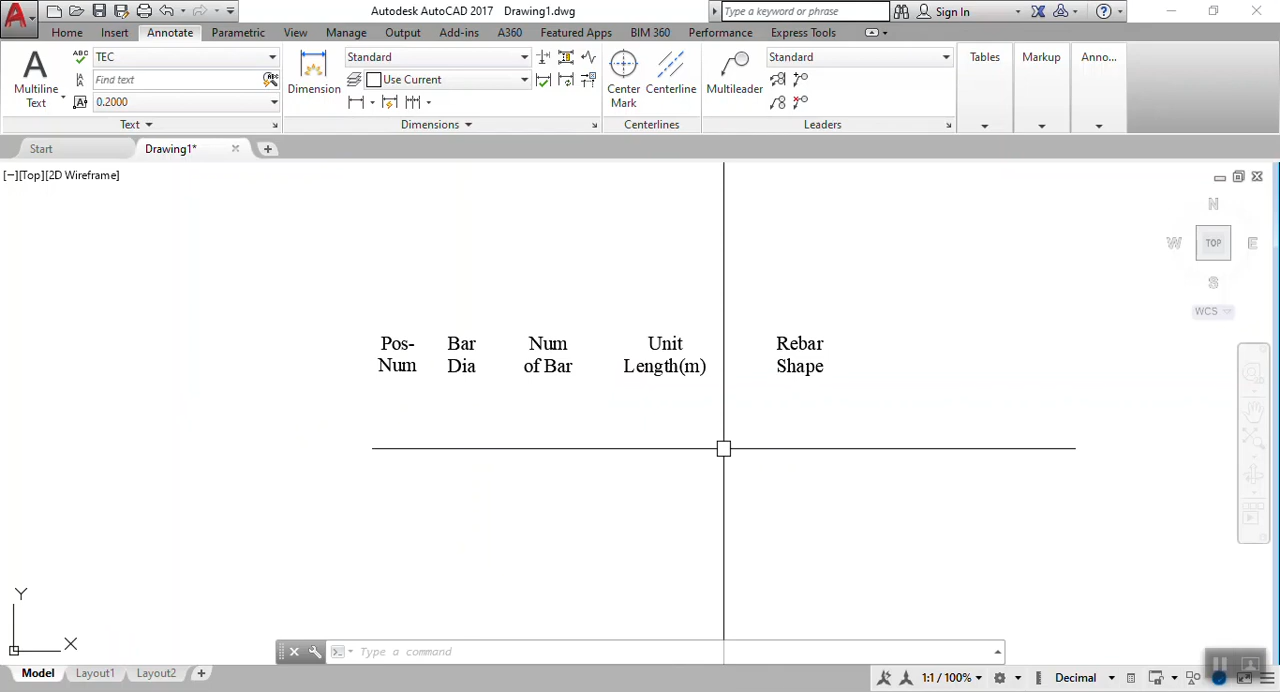 Autodesk AutoCAD 2017 Drawing1.dwg
Type a keyword or phrase
Sign In
Home Insert Annotate Parametric View Manage Output Add-ins A360 Featured Apps BIM 360 Performance Express Tools
A
Multiline
Text
ABC
TEC
Find text
0.2000
Text
Dimension
Standard
Use Current
Dimensions
Center
Mark
Centerline
Centerlines
Multileader
Standard
Leaders
Tables
Markup
Anno...
Start
Drawing1*
[−][Top][2D Wireframe]
N
W TOP E
S
WCS
Pos-
Num
Bar
Dia
Num
of Bar
Unit
Length(m)
Rebar
Shape
Y
X
Type a command
Model Layout1 Layout2
1:1 / 100%
Decimal